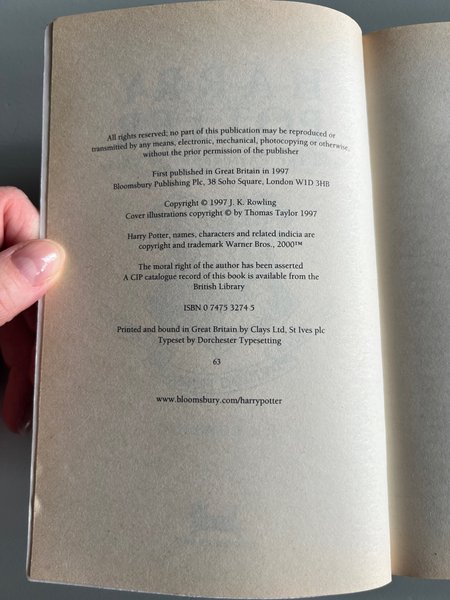 All rights reserved; no part of this publication may be reproduced or
transmitted by any means, electronic, mechanical, photocopying or otherwise,
without the prior permission of the publisher
First published in Great Britain in 1997
Bloomsbury Publishing Plc, 38 Soho Square, London W1D 3HB
Copyright © 1997 J. K. Rowling
Cover illustrations copyright © by Thomas Taylor 1997
Harry Potter, names, characters and related indicia are
copyright and trademark Warner Bros., 2000™
The moral right of the author has been asserted
A CIP catalogue record of this book is available from the
British Library
ISBN 0 7475 3274 5
Printed and bound in Great Britain by Clays Ltd, St Ives plc
Typeset by Dorchester Typesetting
63
www.bloomsbury.com/harrypotter